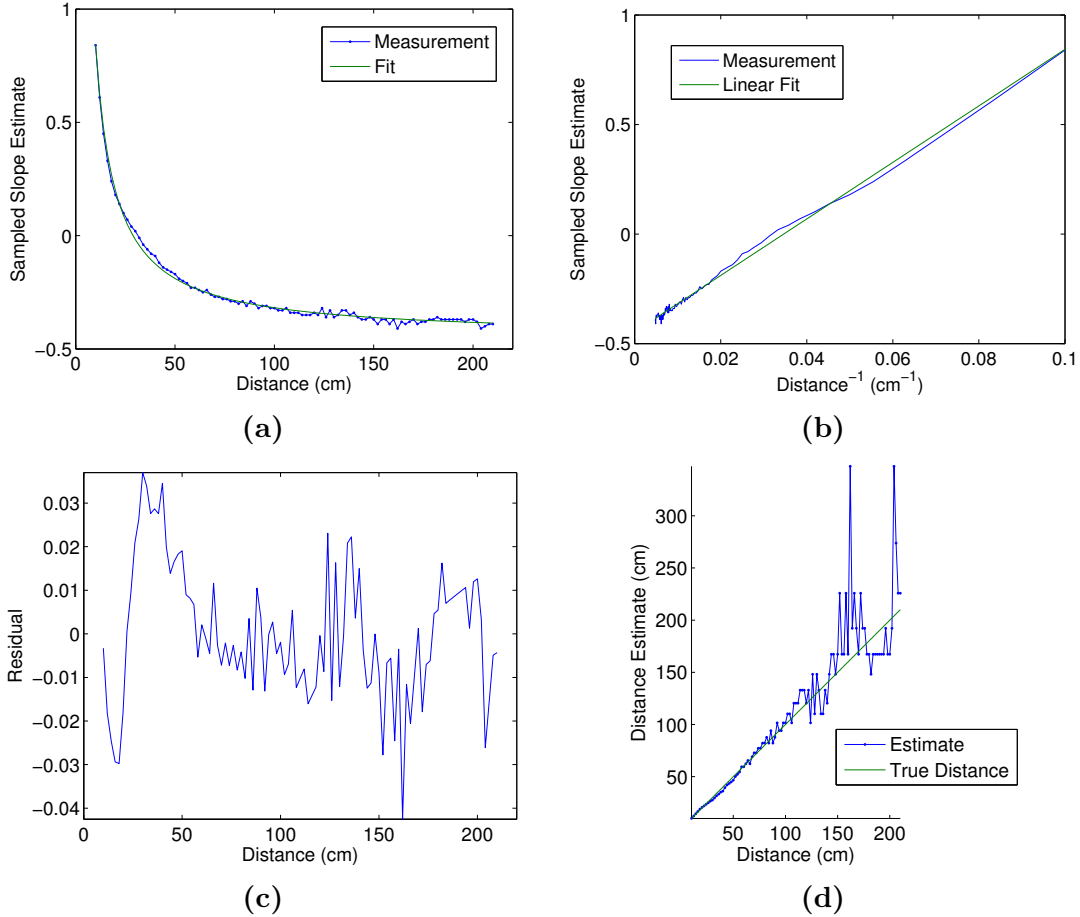 1
0.5
0
−0.5
0
50
100
150
200
Sampled Slope Estimate
Distance (cm)
Measurement
Fit
(a)
1
0.5
0
−0.5
0.02
0.04
0.06
0.08
0.1
Sampled Slope Estimate
Distance⁻¹ (cm⁻¹)
Measurement
Linear Fit
(b)
0.03
0.02
0.01
0
−0.01
−0.02
−0.03
−0.04
0
50
100
150
200
Residual
Distance (cm)
(c)
300
250
200
150
100
50
50
100
150
200
Distance Estimate (cm)
Distance (cm)
Estimate
True Distance
(d)